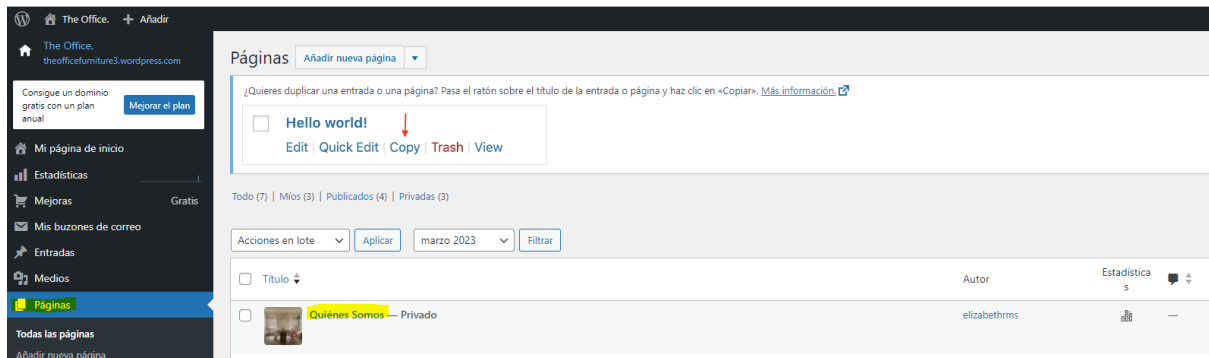 The Office. + Añadir
The Office.
theofficefurniture3.wordpress.com
Consigue un dominio
gratis con un plan
anual
Mejorar el plan
Mi página de inicio
Estadísticas
Mejoras Gratis
Mis buzones de correo
Entradas
Medios
Páginas
Todas las páginas
Añadir nueva página
Páginas Añadir nueva página
¿Quieres duplicar una entrada o una página? Pasa el ratón sobre el título de la entrada o página y haz clic en «Copiar». Más información.
Hello world!
Edit | Quick Edit | Copy | Trash | View
Todo (7) | Míos (3) | Publicados (4) | Privadas (3)
Acciones en lote Aplicar marzo 2023 Filtrar
Título Autor Estadística
s
Quiénes Somos — Privado elizabethrms —